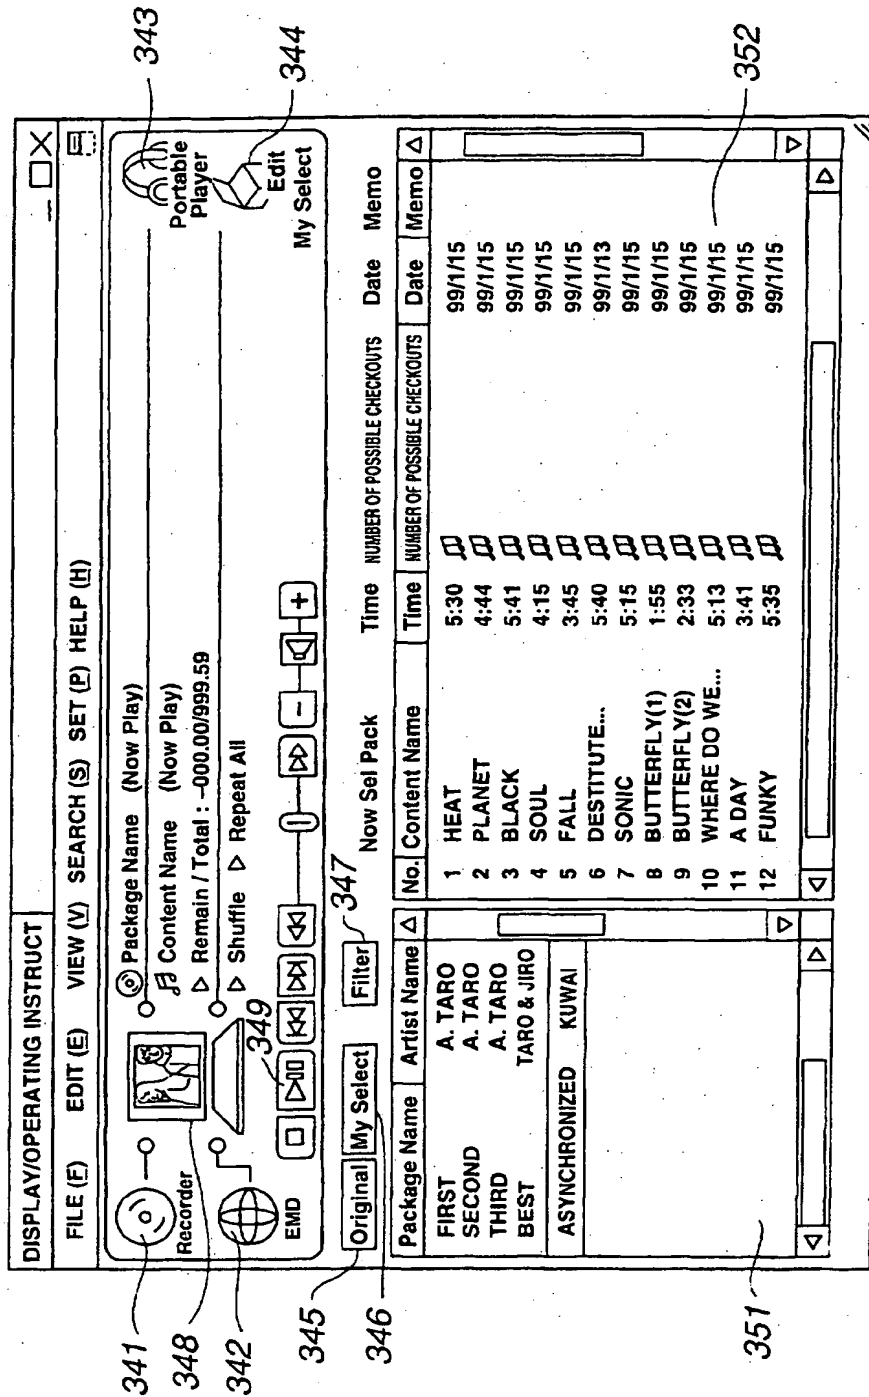 DISPLAY/OPERATING INSTRUCT
FILE (F) EDIT (E) VIEW (V) SEARCH (S) SET (P) HELP (H)
341
Recorder
348
342
EMD
Package Name (Now Play)
Content Name (Now Play)
Remain / Total : –000.00/999.59
Shuffle Repeat All
349
Portable
Player
343
Edit
My Select
344
345
Original
My Select
346
Filter
347
Now Sel Pack Time NUMBER OF POSSIBLE CHECKOUTS Date Memo
Package Name Artist Name
FIRST A. TARO
SECOND A. TARO
THIRD A. TARO
BEST TARO & JIRO
ASYNCHRONIZED KUWAI
351
No. Content Name Time NUMBER OF POSSIBLE CHECKOUTS Date Memo
1 HEAT 5:30 99/1/15
2 PLANET 4:44 99/1/15
3 BLACK 5:41 99/1/15
4 SOUL 4:15 99/1/15
5 FALL 3:45 99/1/15
6 DESTITUTE... 5:40 99/1/13
7 SONIC 5:15 99/1/15
8 BUTTERFLY(1) 1:55 99/1/15
9 BUTTERFLY(2) 2:33 99/1/15
10 WHERE DO WE... 5:13 99/1/15
11 A DAY 3:41 99/1/15
12 FUNKY 5:35 99/1/15
352